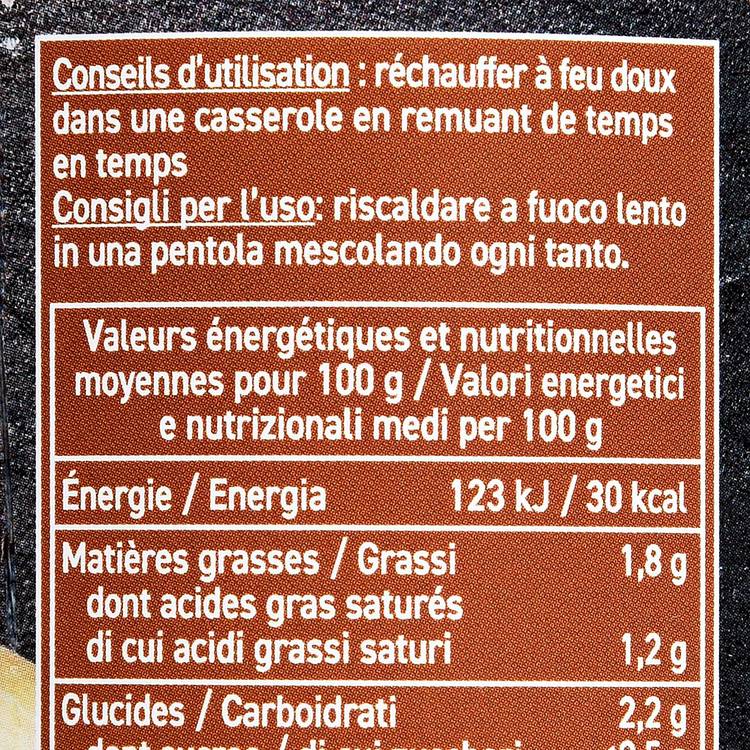 Conseils d'utilisation : réchauffer à feu doux
dans une casserole en remuant de temps
en temps
Consigli per l'uso: riscaldare a fuoco lento
in una pentola mescolando ogni tanto.
Valeurs énergétiques et nutritionnelles
moyennes pour 100 g / Valori energetici
e nutrizionali medi per 100 g
Énergie / Energia 123 kJ / 30 kcal
Matières grasses / Grassi 1,8 g
dont acides gras saturés
di cui acidi grassi saturi 1,2 g
Glucides / Carboidrati 2,2 g